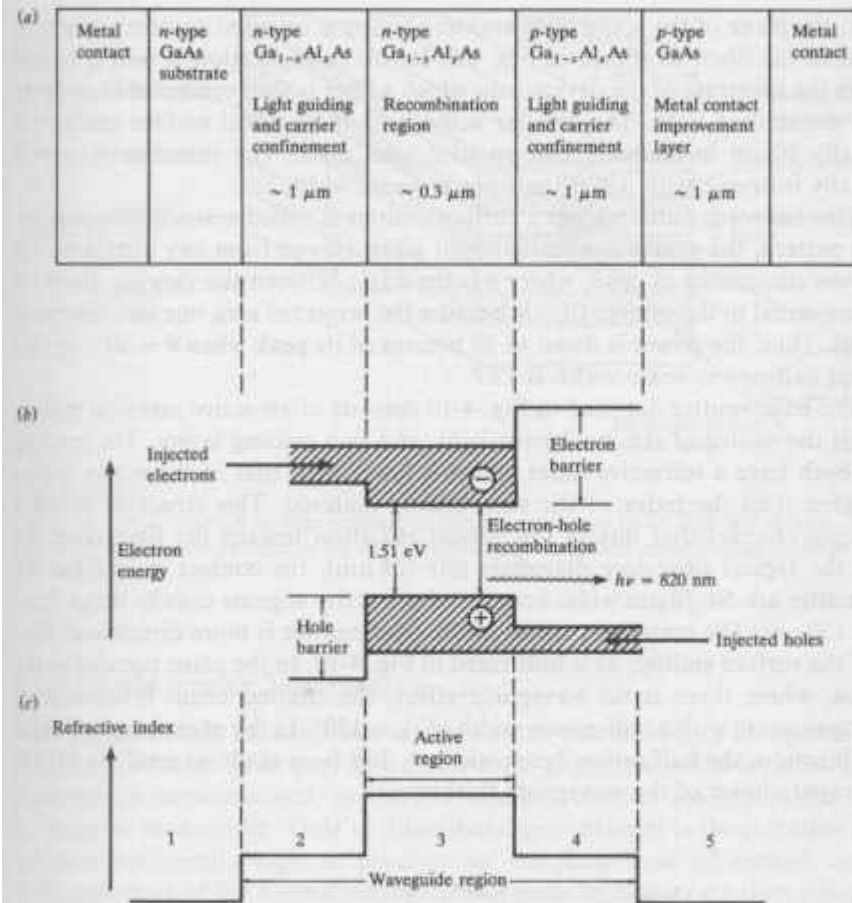 (a)
Metal
contact
n-type
GaAs
substrate
n-type
Ga₁₋ₓAlₓAs
Light guiding
and carrier
confinement
~ 1 μm
n-type
Ga₁₋ᵧAlᵧAs
Recombination
region
~ 0.3 μm
p-type
Ga₁₋ₓAlₓAs
Light guiding
and carrier
confinement
~ 1 μm
p-type
GaAs
Metal contact
improvement
layer
~ 1 μm
Metal
contact
(b)
Injected
electrons
−
Electron
barrier
Electron
energy
1.51 eV
Electron-hole
recombination
hν = 820 nm
Hole
barrier
+
Injected holes
(c)
Refractive index
Active
region
1 2 3 4 5
Waveguide region